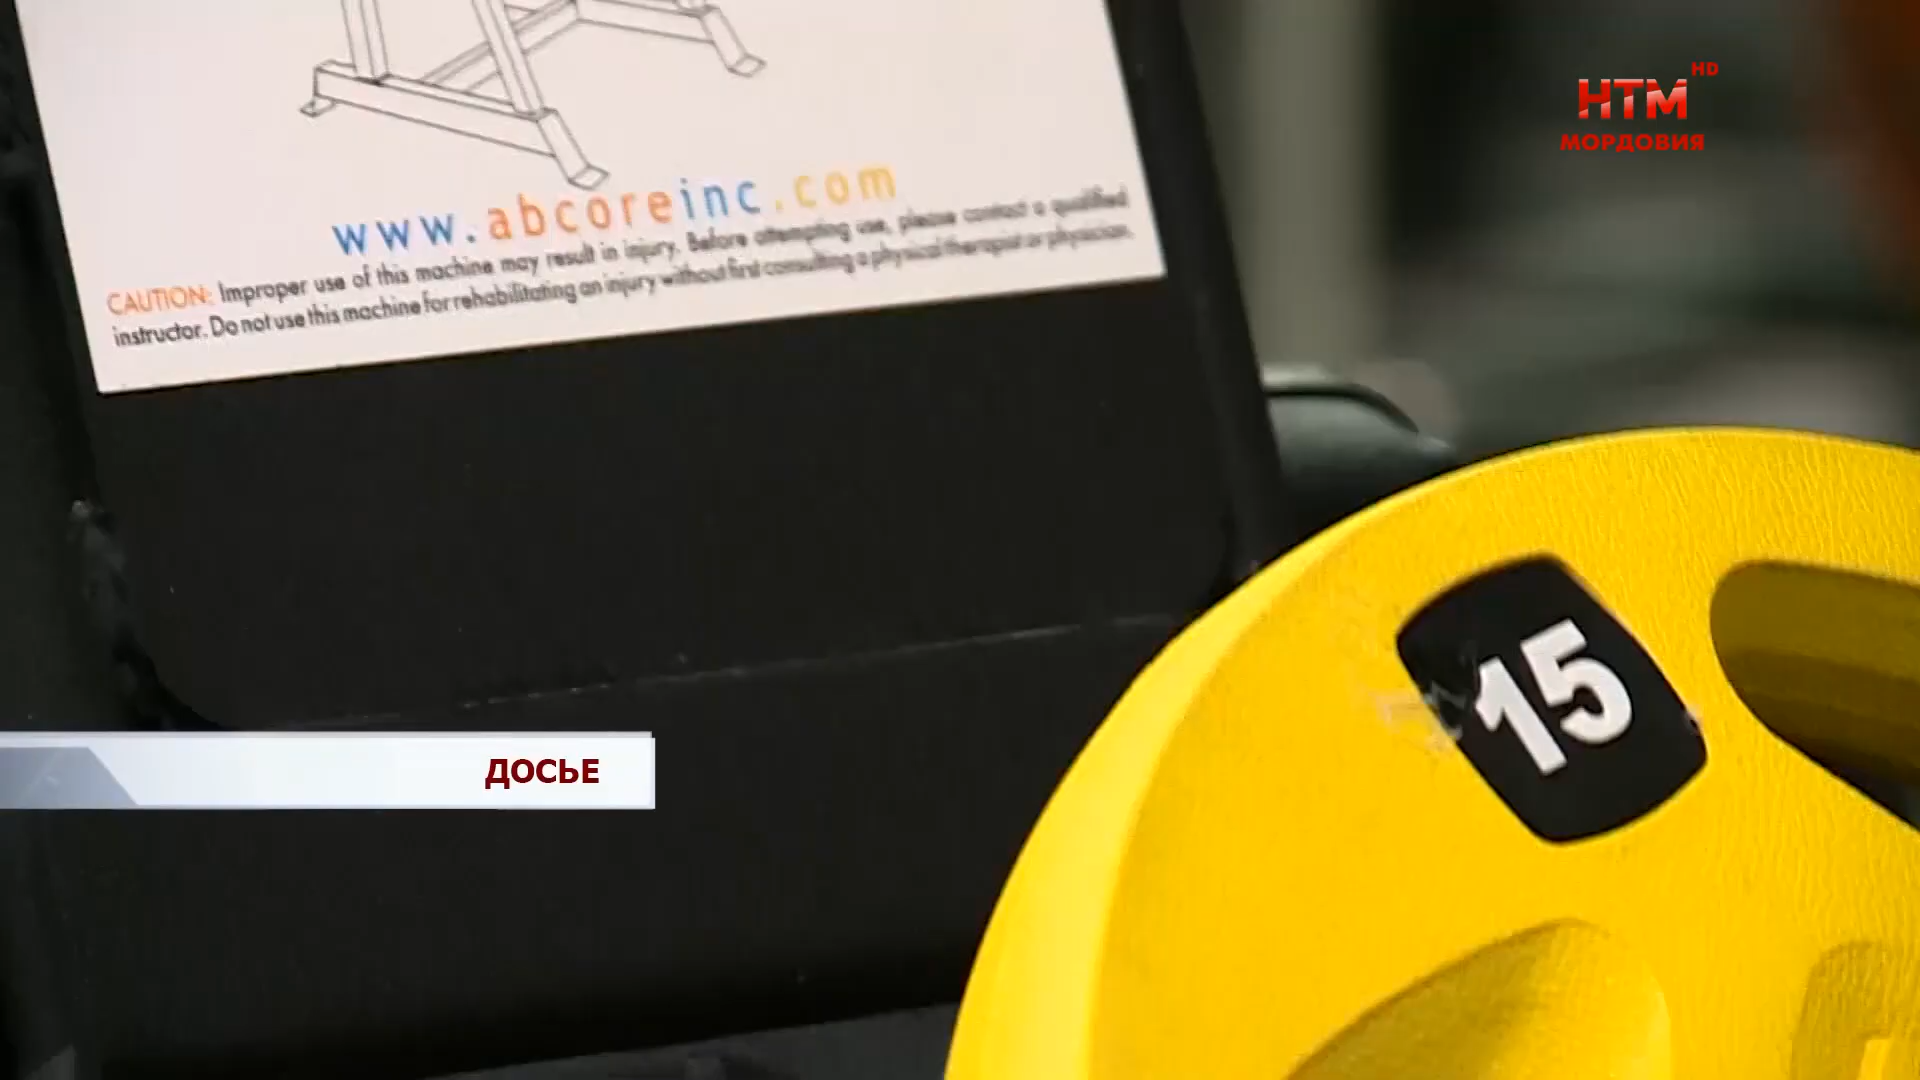 HD
НТМ
МОРДОВИЯ
www.abcoreinc.com
CAUTION: Improper use of this machine may result in injury. Before attempting use, please contact a qualified
instructor. Do not use this machine for rehabilitating an injury without first consulting a physical therapist or physician.
15
ДОСЬЕ